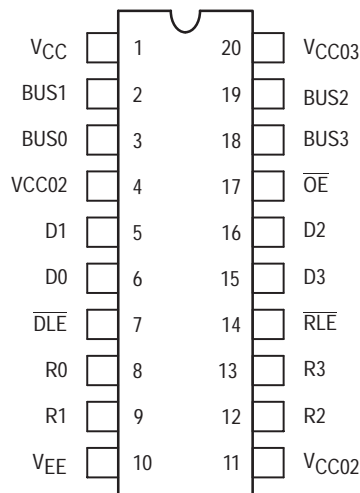 VCC 1 20 VCC03
BUS1 2 19 BUS2
BUS0 3 18 BUS3
VCC02 4 17 OE
D1 5 16 D2
D0 6 15 D3
DLE 7 14 RLE
R0 8 13 R3
R1 9 12 R2
VEE 10 11 VCC02